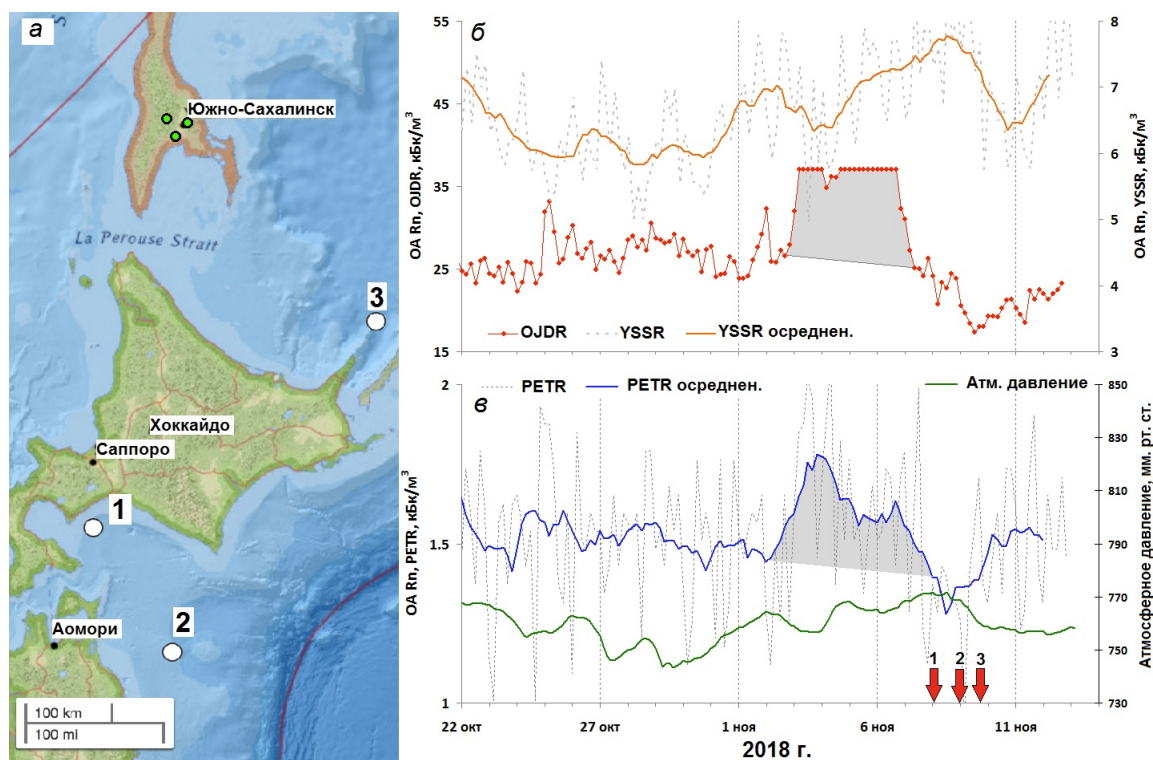 а
S
Южно-Сахалинск
La Perouse Strait
3
Хоккайдо
Саппоро
1
Аомори
2
100 km
100 mi
б
55
45
35
25
15
ОА Rn, OJDR, кБк/м³
8
7
6
5
4
3
ОА Rn, YSSR, кБк/м³
OJDR
YSSR
YSSR осреднен.
в
PETR
PETR осреднен.
Атм. давление
2
1.5
1
ОА Rn, PETR, кБк/м³
850
830
810
790
770
750
730
Атмосферное давление, мм. рт. ст.
1
2
3
22 окт
27 окт
1 ноя
6 ноя
11 ноя
2018 г.